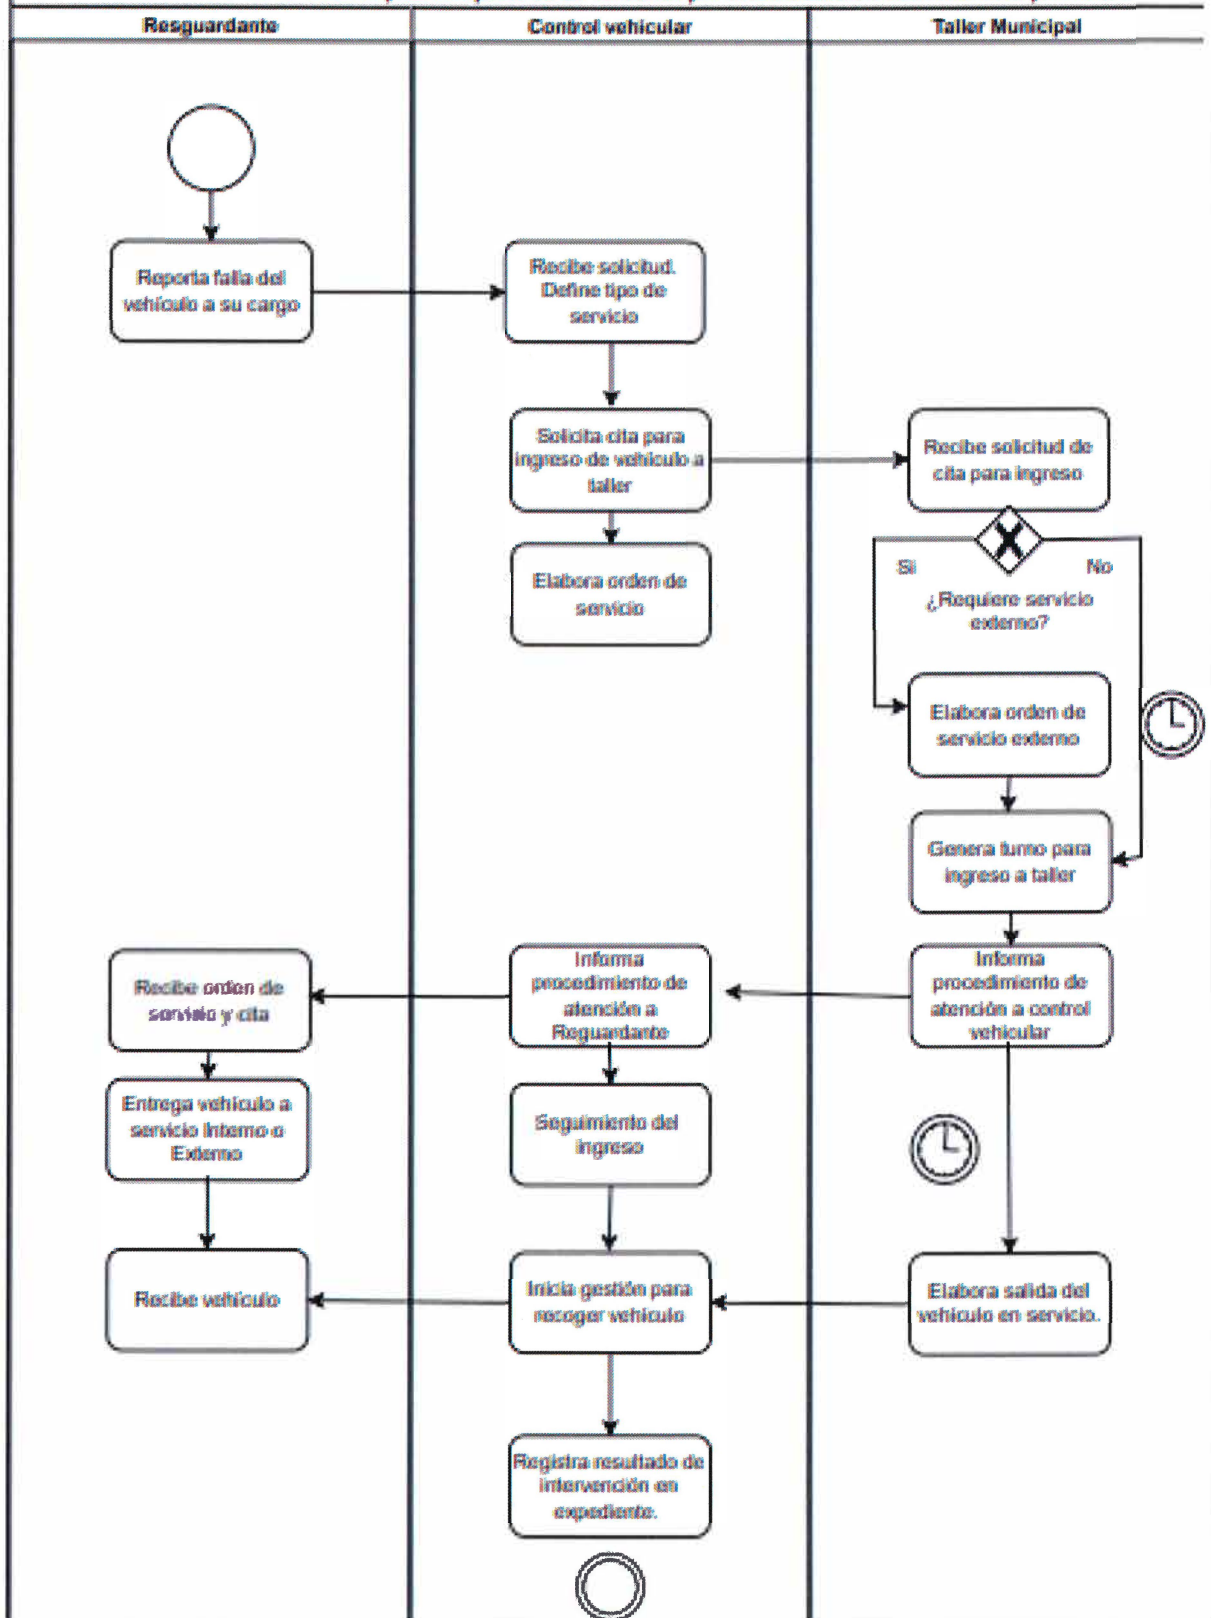 Resguardante
Control vehicular
Taller Municipal
Reporta falla del
vehículo a su cargo
Recibe solicitud.
Define tipo de
servicio
Solicita cita para
ingreso de vehículo a
taller
Recibe solicitud de
cita para ingreso
Elabora orden de
servicio
Si
No
¿Requiere servicio
externo?
Elabora orden de
servicio externo
Genera turno para
ingreso a taller
Recibe orden de
servicio y cita
Informa
procedimiento de
atención a
Reguardante
Informa
procedimiento de
atención a control
vehicular
Entrega vehículo a
servicio Interno o
Externo
Seguimiento del
ingreso
Recibe vehículo
Inicia gestión para
recoger vehículo
Elabora salida del
vehículo en servicio.
Registra resultado de
intervención en
expediente.